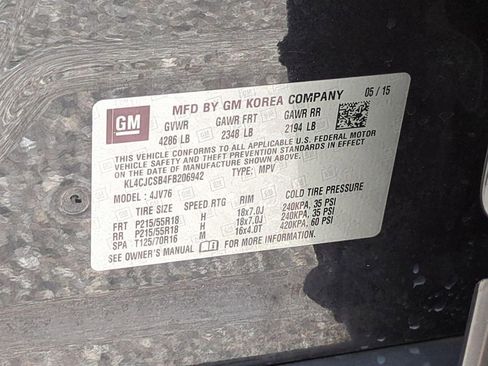 GM
MFD BY GM KOREA COMPANY 05 / 15
GVWR GAWR FRT GAWR RR
4286 LB 2348 LB 2194 LB
THIS VEHICLE CONFORMS TO ALL APPLICABLE U.S. FEDERAL MOTOR
VEHICLE SAFETY AND THEFT PREVENTION STANDARDS IN EFFECT
ON THE DATE OF MANUFACTURE SHOWN ABOVE.
KL4CJCSB4FB206942 TYPE: MPV
MODEL: 4JV76
TIRE SIZE SPEED RTG RIM COLD TIRE PRESSURE
FRT P215/55R18 H 18x7.0J 240KPA, 35 PSI
RR P215/55R18 H 18x7.0J 240KPA, 35 PSI
SPA T125/70R16 M 16x4.0T 420KPA, 60 PSI
SEE OWNER'S MANUAL FOR MORE INFORMATION.